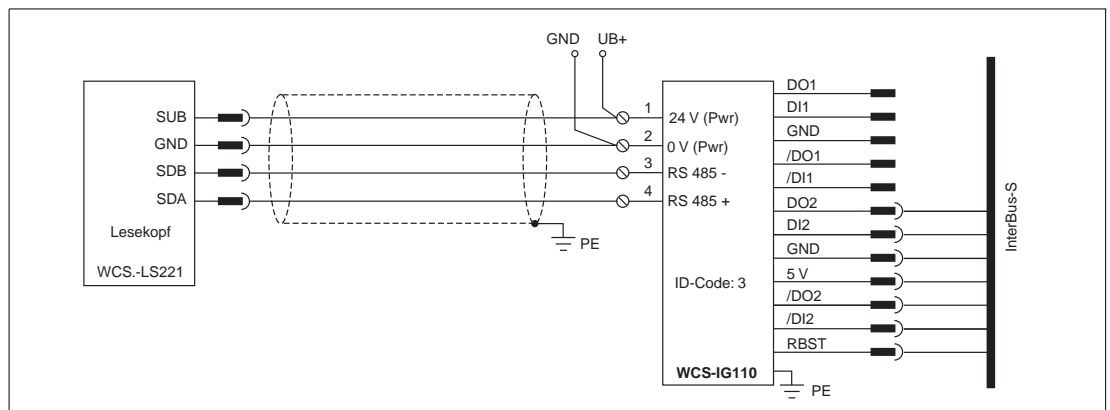 GND UB+
SUB
GND
SDB
SDA
Lesekopf
WCS.-LS221
PE
1
2
3
4
24 V (Pwr)
0 V (Pwr)
RS 485 -
RS 485 +
ID-Code: 3
WCS-IG110
PE
DO1
DI1
GND
/DO1
/DI1
DO2
DI2
GND
5 V
/DO2
/DI2
RBST
InterBus-S